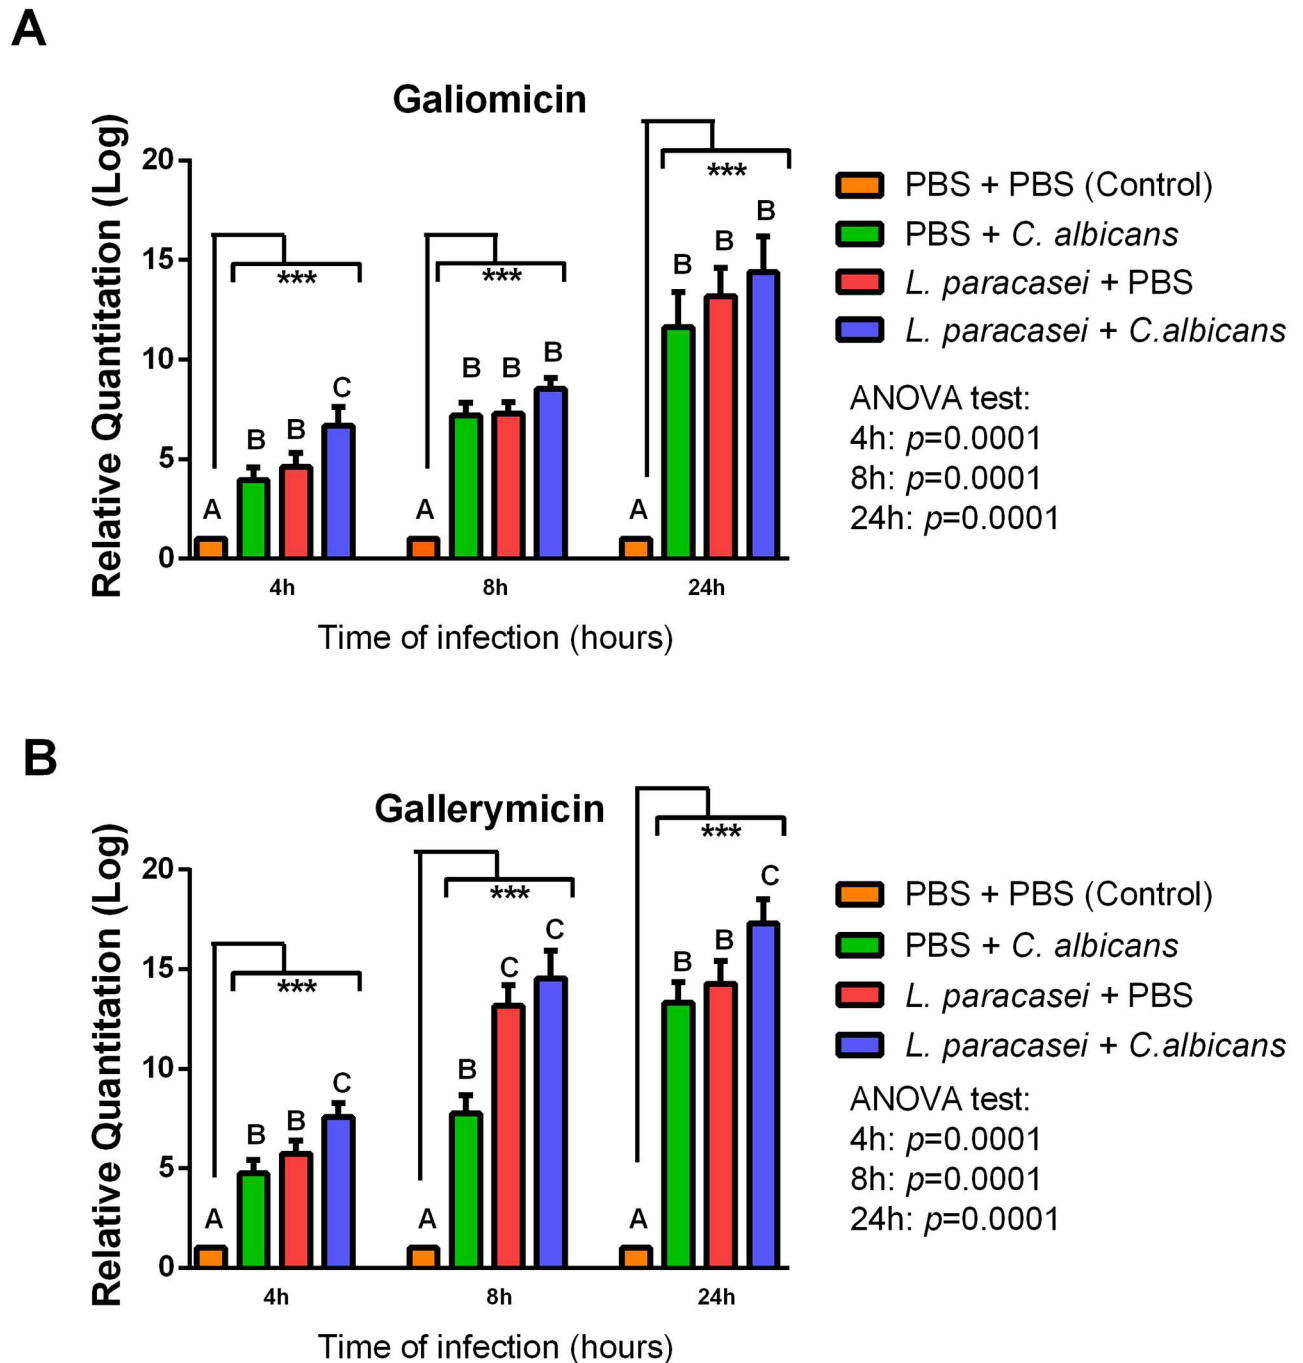 A
Galiomicin
Relative Quantitation (Log)
20
15
10
5
0
***
***
***
A B B C
A B B B
A B B B
4h 8h 24h
Time of infection (hours)
PBS + PBS (Control)
PBS + C. albicans
L. paracasei + PBS
L. paracasei + C.albicans
ANOVA test:
4h: p=0.0001
8h: p=0.0001
24h: p=0.0001
B
Gallerymicin
Relative Quantitation (Log)
20
15
10
5
0
***
***
***
A B B C
A B C C
A B B C
4h 8h 24h
Time of infection (hours)
PBS + PBS (Control)
PBS + C. albicans
L. paracasei + PBS
L. paracasei + C.albicans
ANOVA test:
4h: p=0.0001
8h: p=0.0001
24h: p=0.0001